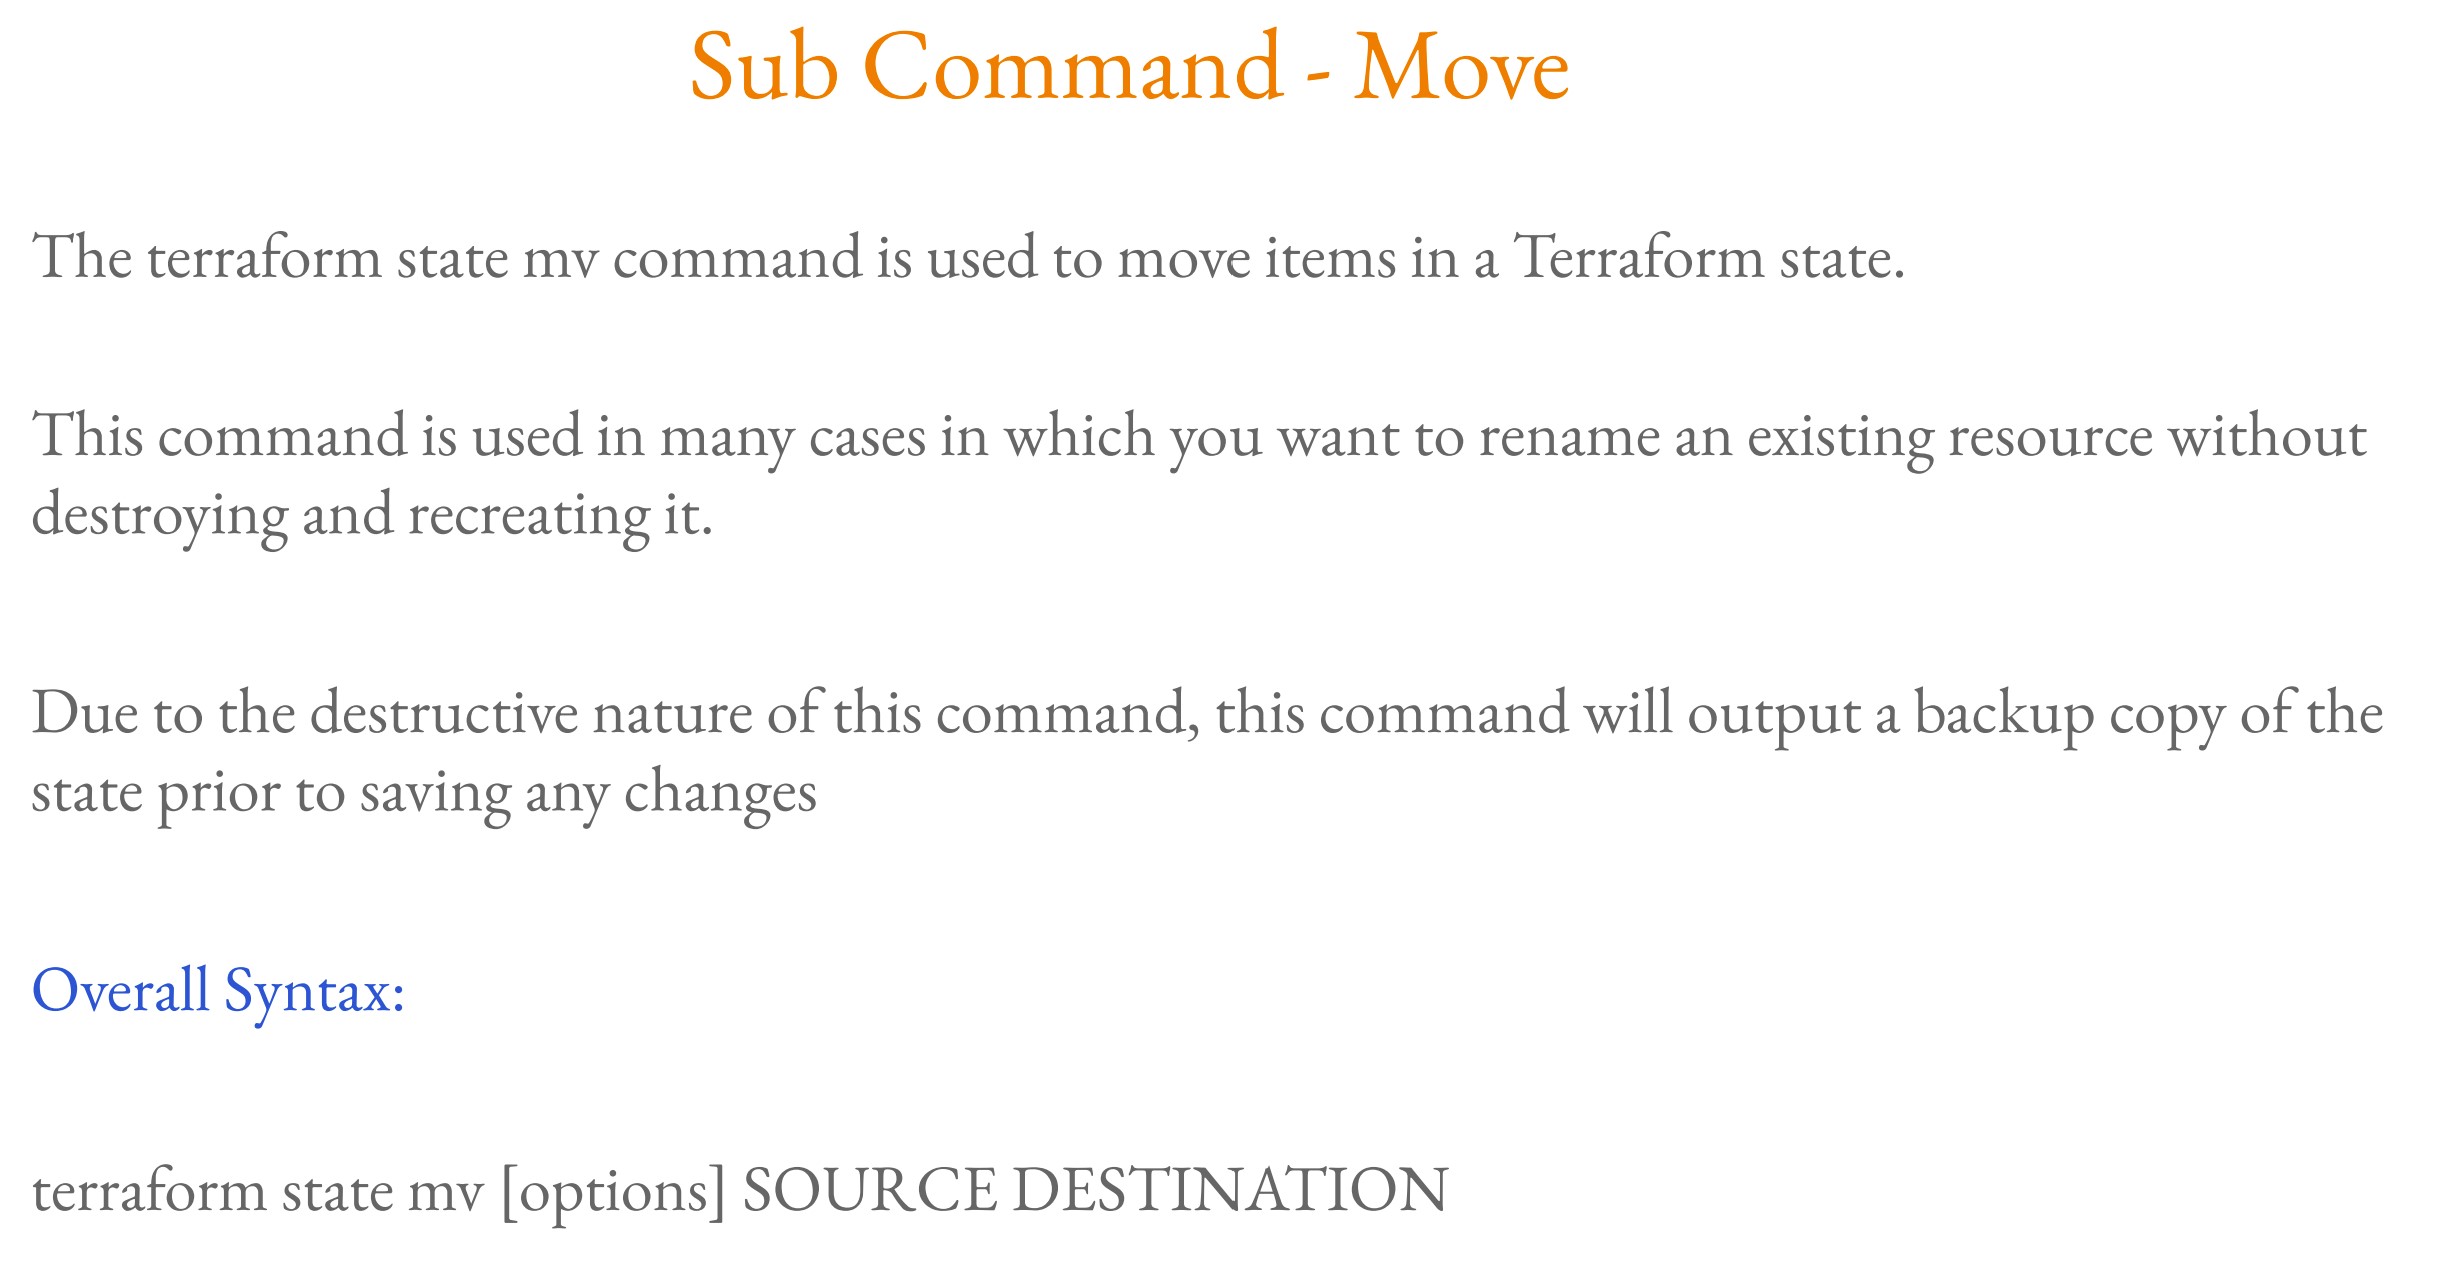 Sub Command - Move
The terraform state mv command is used to move items in a Terraform state.
This command is used in many cases in which you want to rename an existing resource without
destroying and recreating it.
Due to the destructive nature of this command, this command will output a backup copy of the
state prior to saving any changes
Overall Syntax:
terraform state mv [options] SOURCE DESTINATION